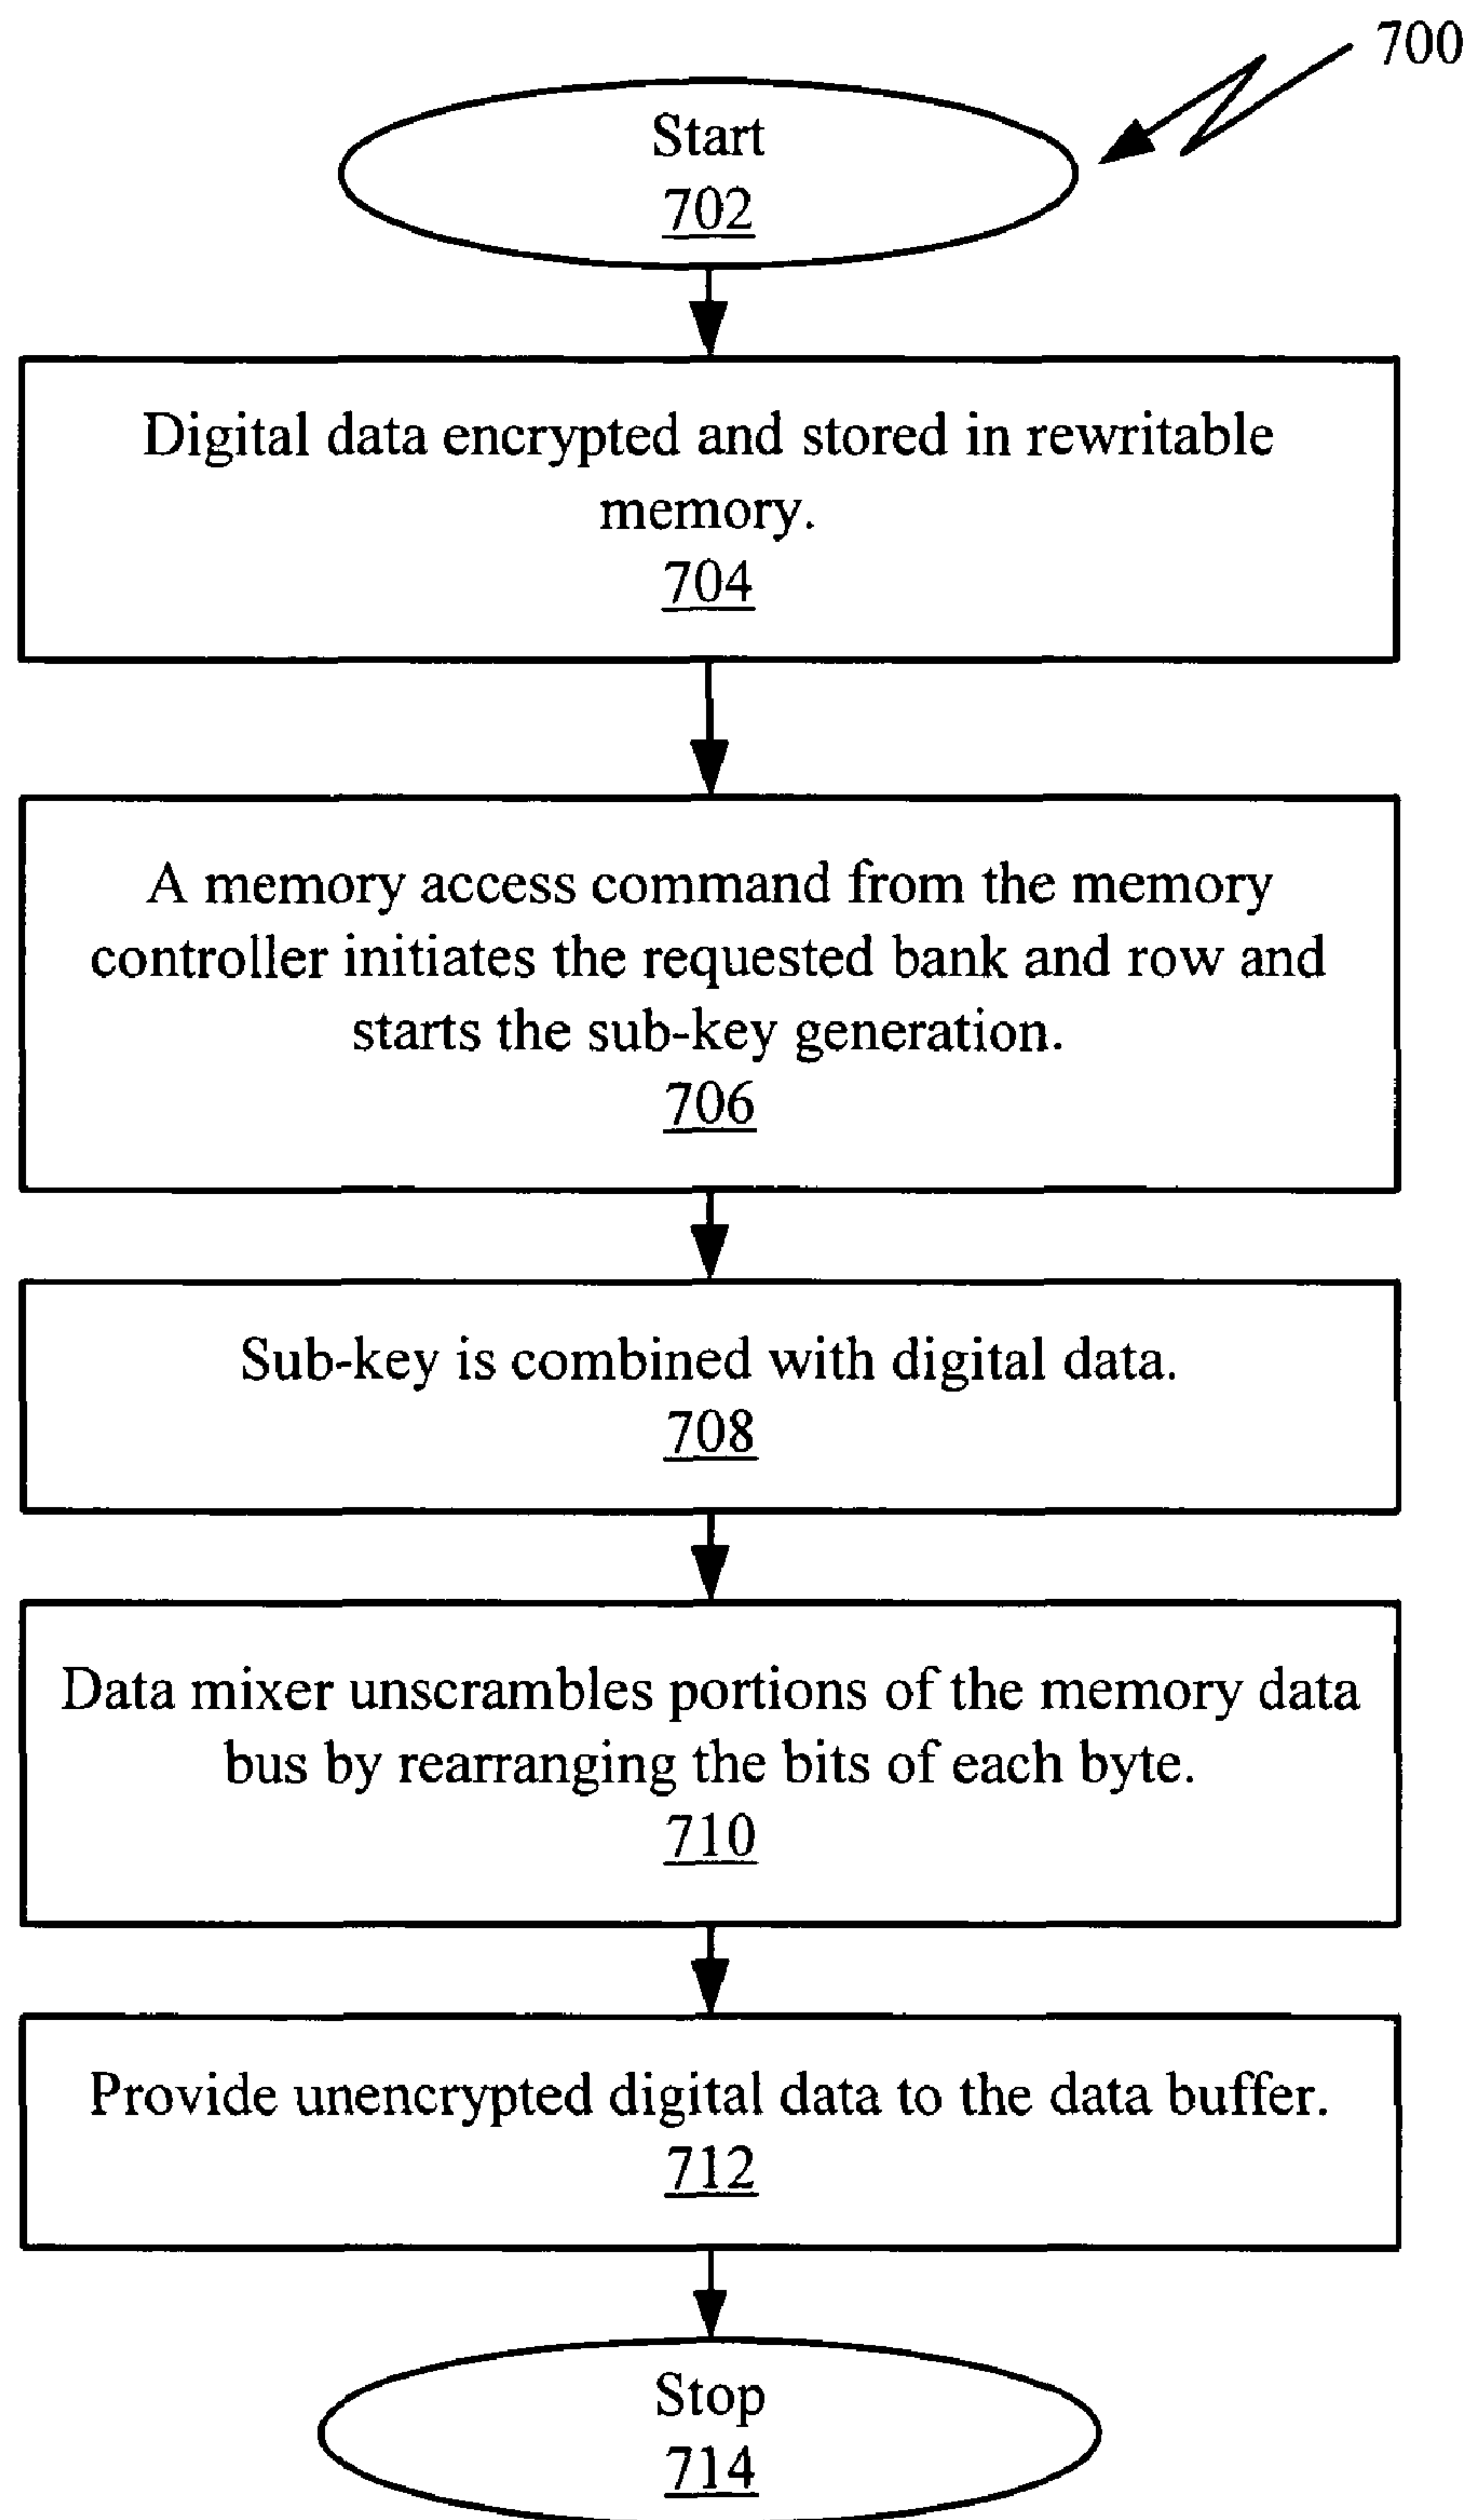 700
Start
702
Digital data encrypted and stored in rewritable
memory.
704
A memory access command from the memory
controller initiates the requested bank and row and
starts the sub-key generation.
706
Sub-key is combined with digital data.
708
Data mixer unscrambles portions of the memory data
bus by rearranging the bits of each byte.
710
Provide unencrypted digital data to the data buffer.
712
Stop
714